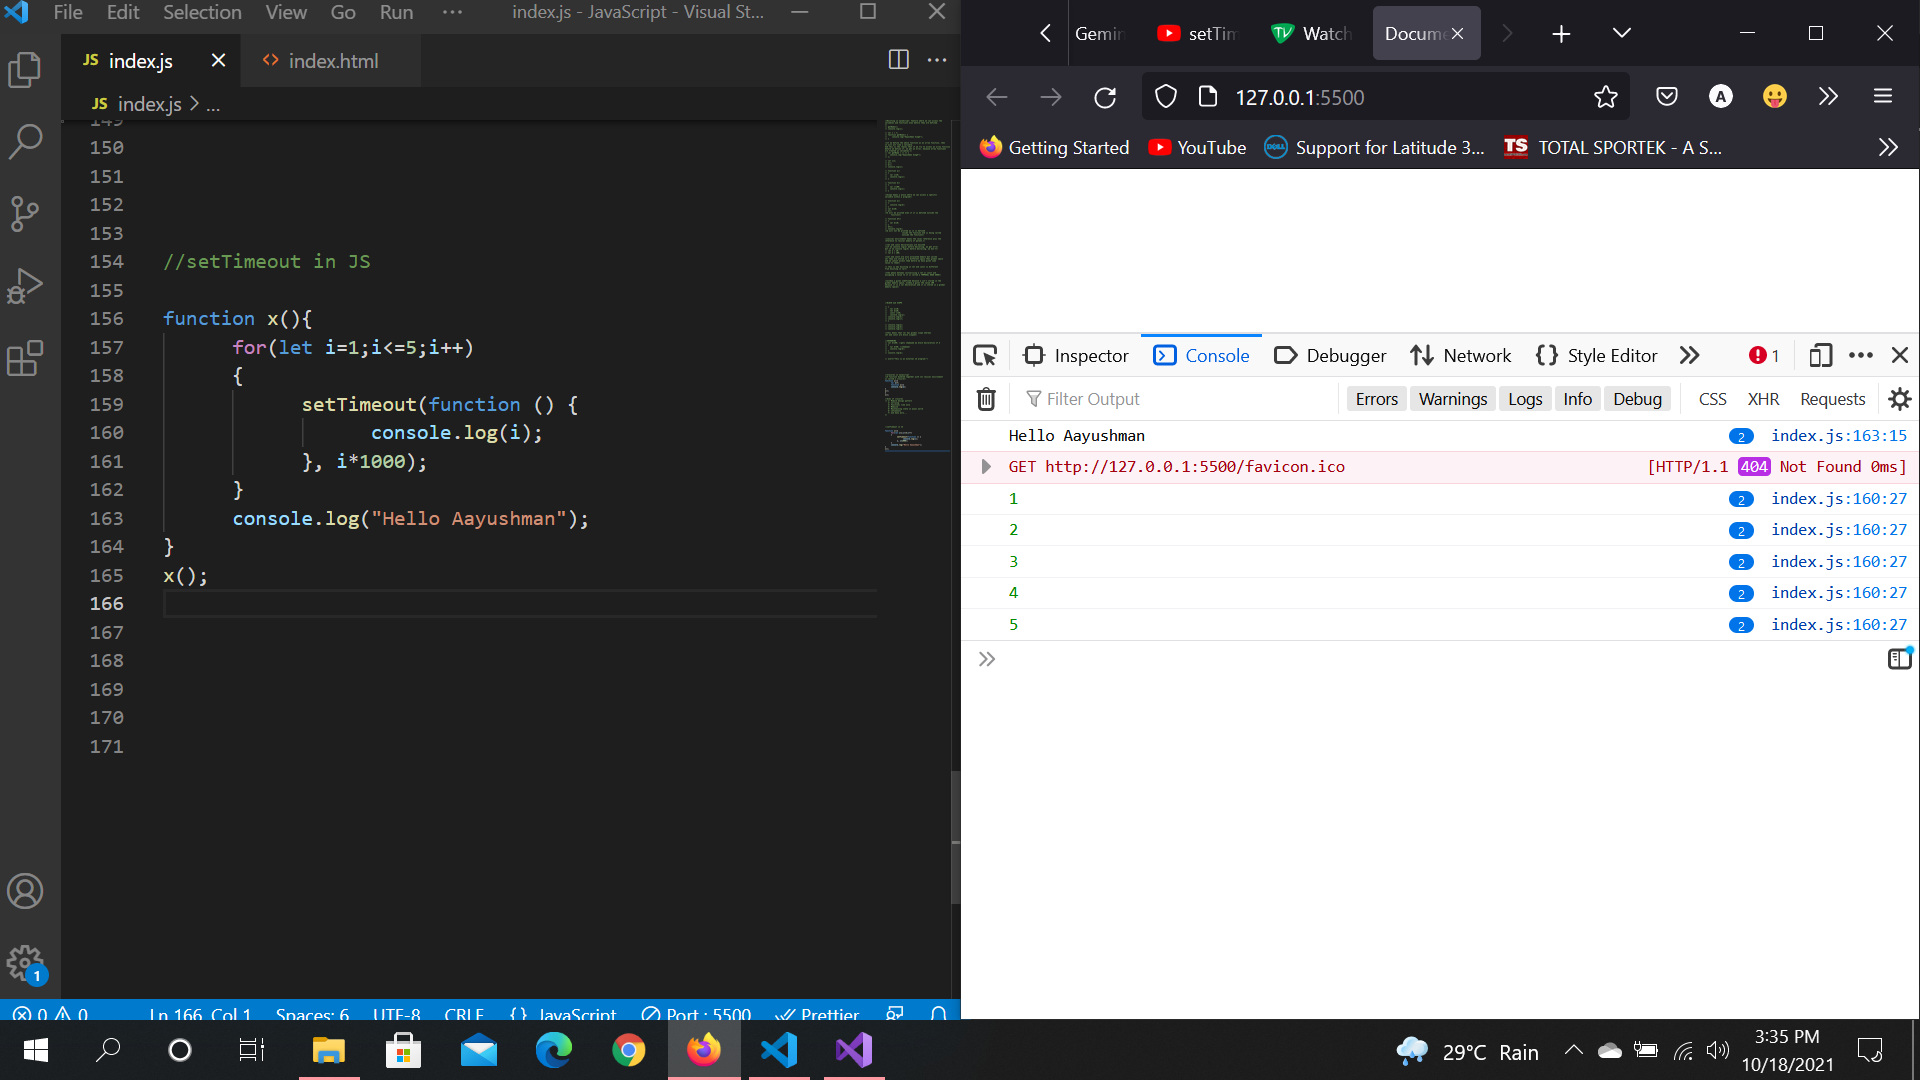 File Edit Selection View Go Run ··· index.js - JavaScript - Visual St...
JS index.js index.html
JS index.js > ...
149
150
151
152
153
154 //setTimeout in JS
155
156 function x(){
157 for(let i=1;i<=5;i++)
158 {
159 setTimeout(function () {
160 console.log(i);
161 }, i*1000);
162 }
163 console.log("Hello Aayushman");
164 }
165 x();
166
167
168
169
170
171
1
0 0 Ln 166, Col 1 Spaces: 6 UTF-8 CRLF {} JavaScript Port : 5500 Prettier
Gemin setTim Watch Docume
127.0.0.1:5500
A
Getting Started YouTube DELL Support for Latitude 3... TS TOTAL SPORTEK - A S...
Inspector Console Debugger Network {} Style Editor 1
Filter Output Errors Warnings Logs Info Debug CSS XHR Requests
Hello Aayushman 2 index.js:163:15
GET http://127.0.0.1:5500/favicon.ico [HTTP/1.1 404 Not Found 0ms]
1 2 index.js:160:27
2 2 index.js:160:27
3 2 index.js:160:27
4 2 index.js:160:27
5 2 index.js:160:27
29°C Rain
3:35 PM
10/18/2021